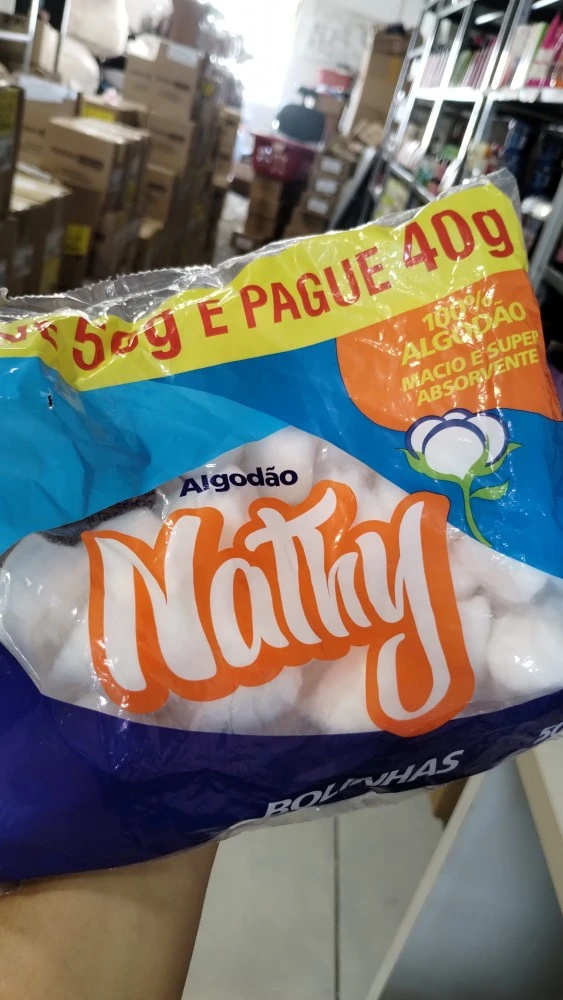 E PAGUE 40g
100% ALGODÃO
MACIO E SUPER
ABSORVENTE
Algodão
Nathy
BOLINHAS